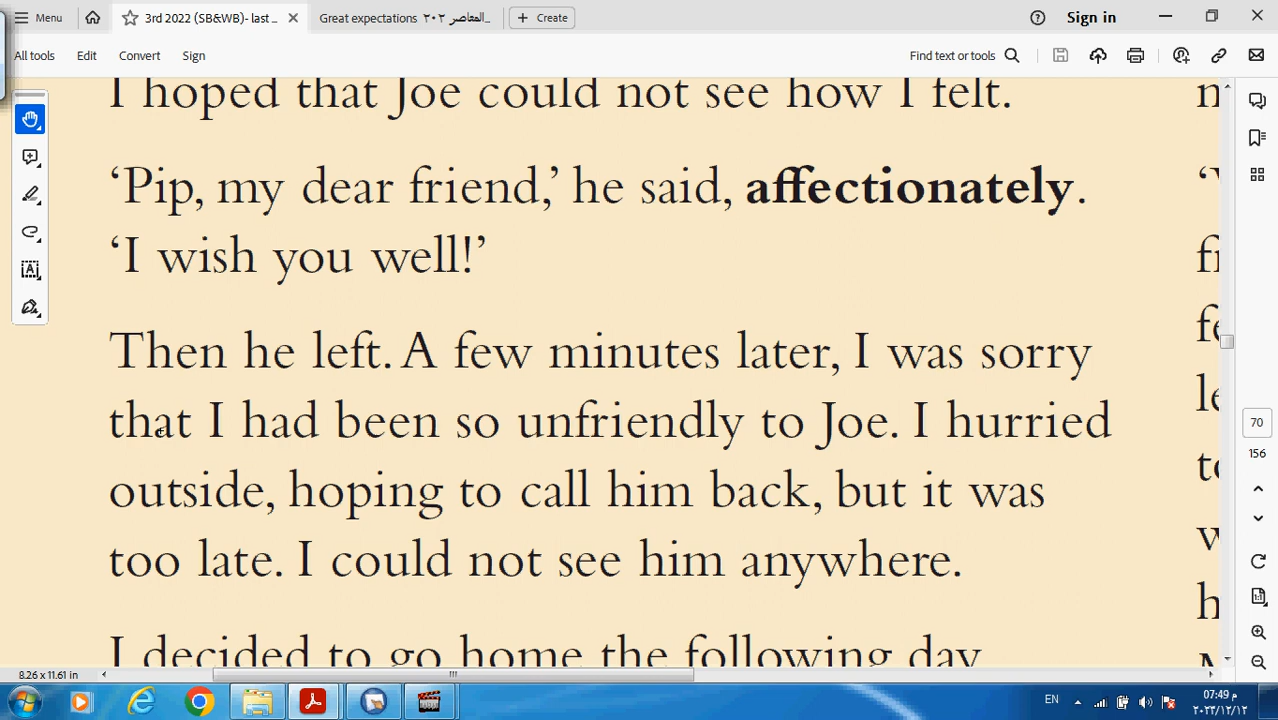 Menu
3rd 2022 (SB&WB)- last ...
Great expectations المعاصر ٢٠٢...
+ Create
Sign in
All tools
Edit
Convert
Sign
Find text or tools
I hoped that Joe could not see how I felt.
‘Pip, my dear friend,’ he said, affectionately.
‘I wish you well!’
Then he left. A few minutes later, I was sorry
that I had been so unfriendly to Joe. I hurried
outside, hoping to call him back, but it was
too late. I could not see him anywhere.
I decided to go home the following day
70
156
8.26 x 11.61 in
EN
07:49 م
٢٠٢٣/١٢/١٢